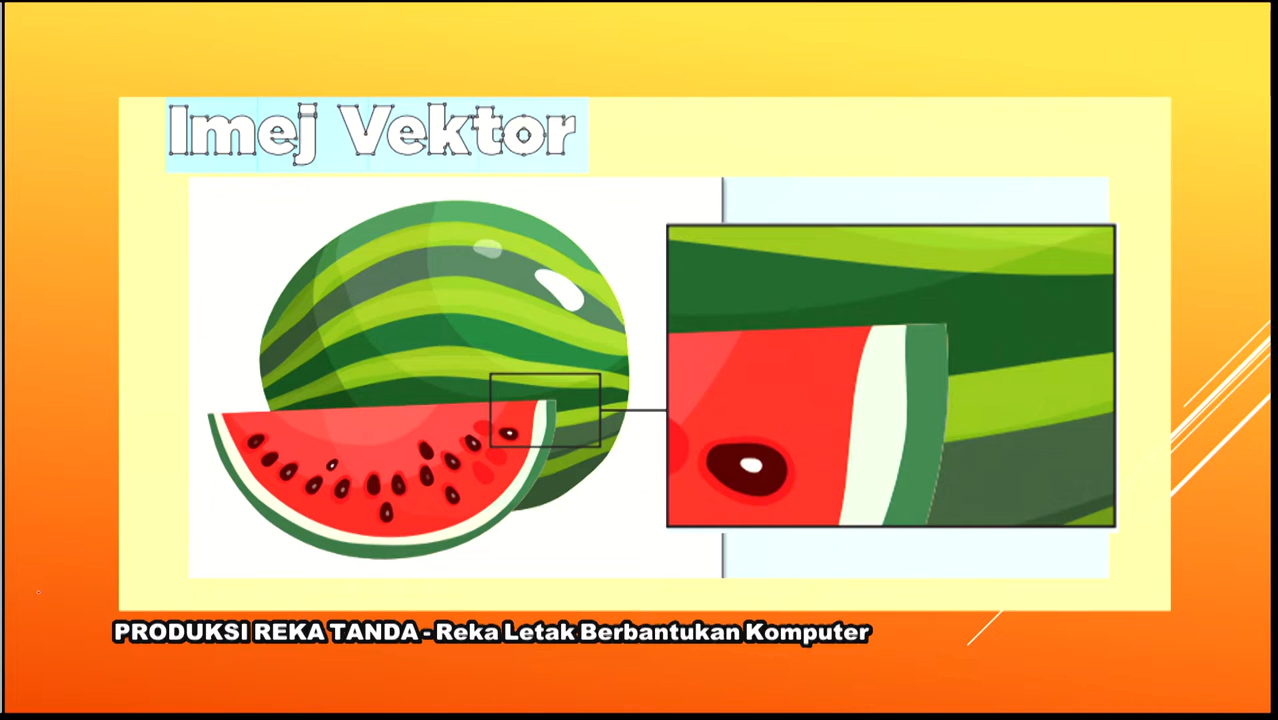 Imej Vektor
PRODUKSI REKA TANDA - Reka Letak Berbantukan Komputer